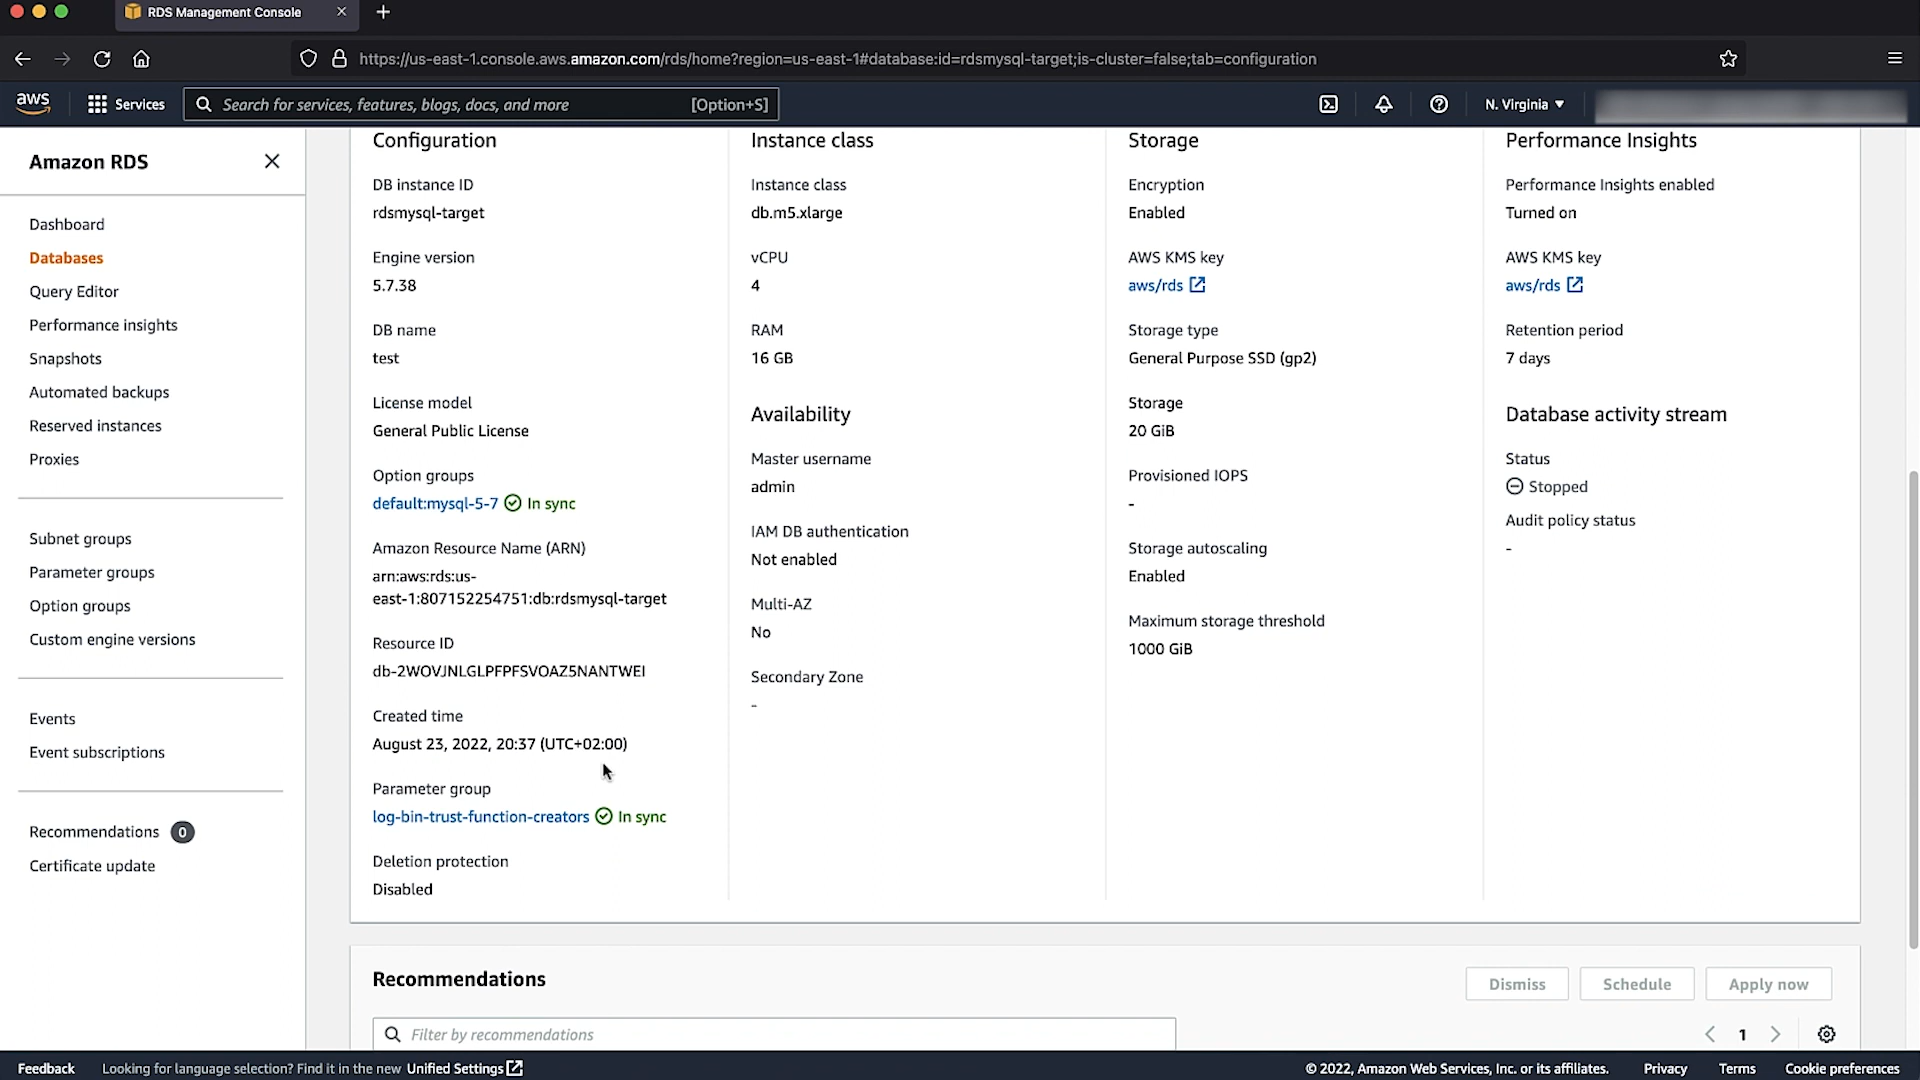 RDS Management Console
https://us-east-1.console.aws.amazon.com/rds/home?region=us-east-1#database:id=rdsmysql-target;is-cluster=false;tab=configuration
aws
Services
Search for services, features, blogs, docs, and more
[Option+S]
N. Virginia
Amazon RDS
Dashboard
Databases
Query Editor
Performance insights
Snapshots
Automated backups
Reserved instances
Proxies
Subnet groups
Parameter groups
Option groups
Custom engine versions
Events
Event subscriptions
Recommendations 0
Certificate update
Configuration
DB instance ID
rdsmysql-target
Engine version
5.7.38
DB name
test
License model
General Public License
Option groups
default:mysql-5-7 In sync
Amazon Resource Name (ARN)
arn:aws:rds:us-
east-1:807152254751:db:rdsmysql-target
Resource ID
db-2WOVJNLGLPFPFSVOAZ5NANTWEI
Created time
August 23, 2022, 20:37 (UTC+02:00)
Parameter group
log-bin-trust-function-creators In sync
Deletion protection
Disabled
Instance class
Instance class
db.m5.xlarge
vCPU
4
RAM
16 GB
Availability
Master username
admin
IAM DB authentication
Not enabled
Multi-AZ
No
Secondary Zone
-
Storage
Encryption
Enabled
AWS KMS key
aws/rds
Storage type
General Purpose SSD (gp2)
Storage
20 GiB
Provisioned IOPS
-
Storage autoscaling
Enabled
Maximum storage threshold
1000 GiB
Performance Insights
Performance Insights enabled
Turned on
AWS KMS key
aws/rds
Retention period
7 days
Database activity stream
Status
Stopped
Audit policy status
-
Recommendations
Dismiss
Schedule
Apply now
Filter by recommendations
1
Feedback
Looking for language selection? Find it in the new Unified Settings
© 2022, Amazon Web Services, Inc. or its affiliates.
Privacy
Terms
Cookie preferences